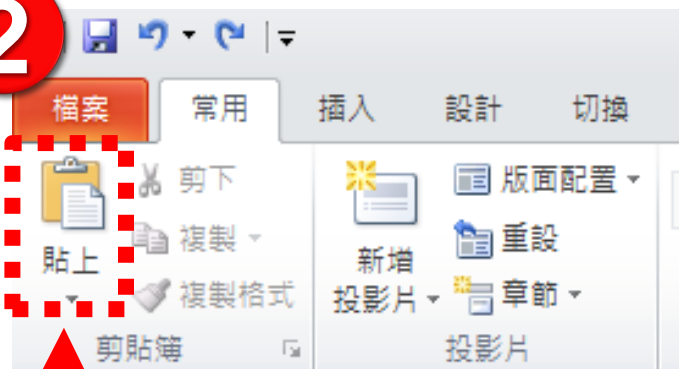 2
檔案 常用 插入 設計 切換
貼上
剪下
複製
複製格式
剪貼簿
新增
投影片
版面配置
重設
章節
投影片